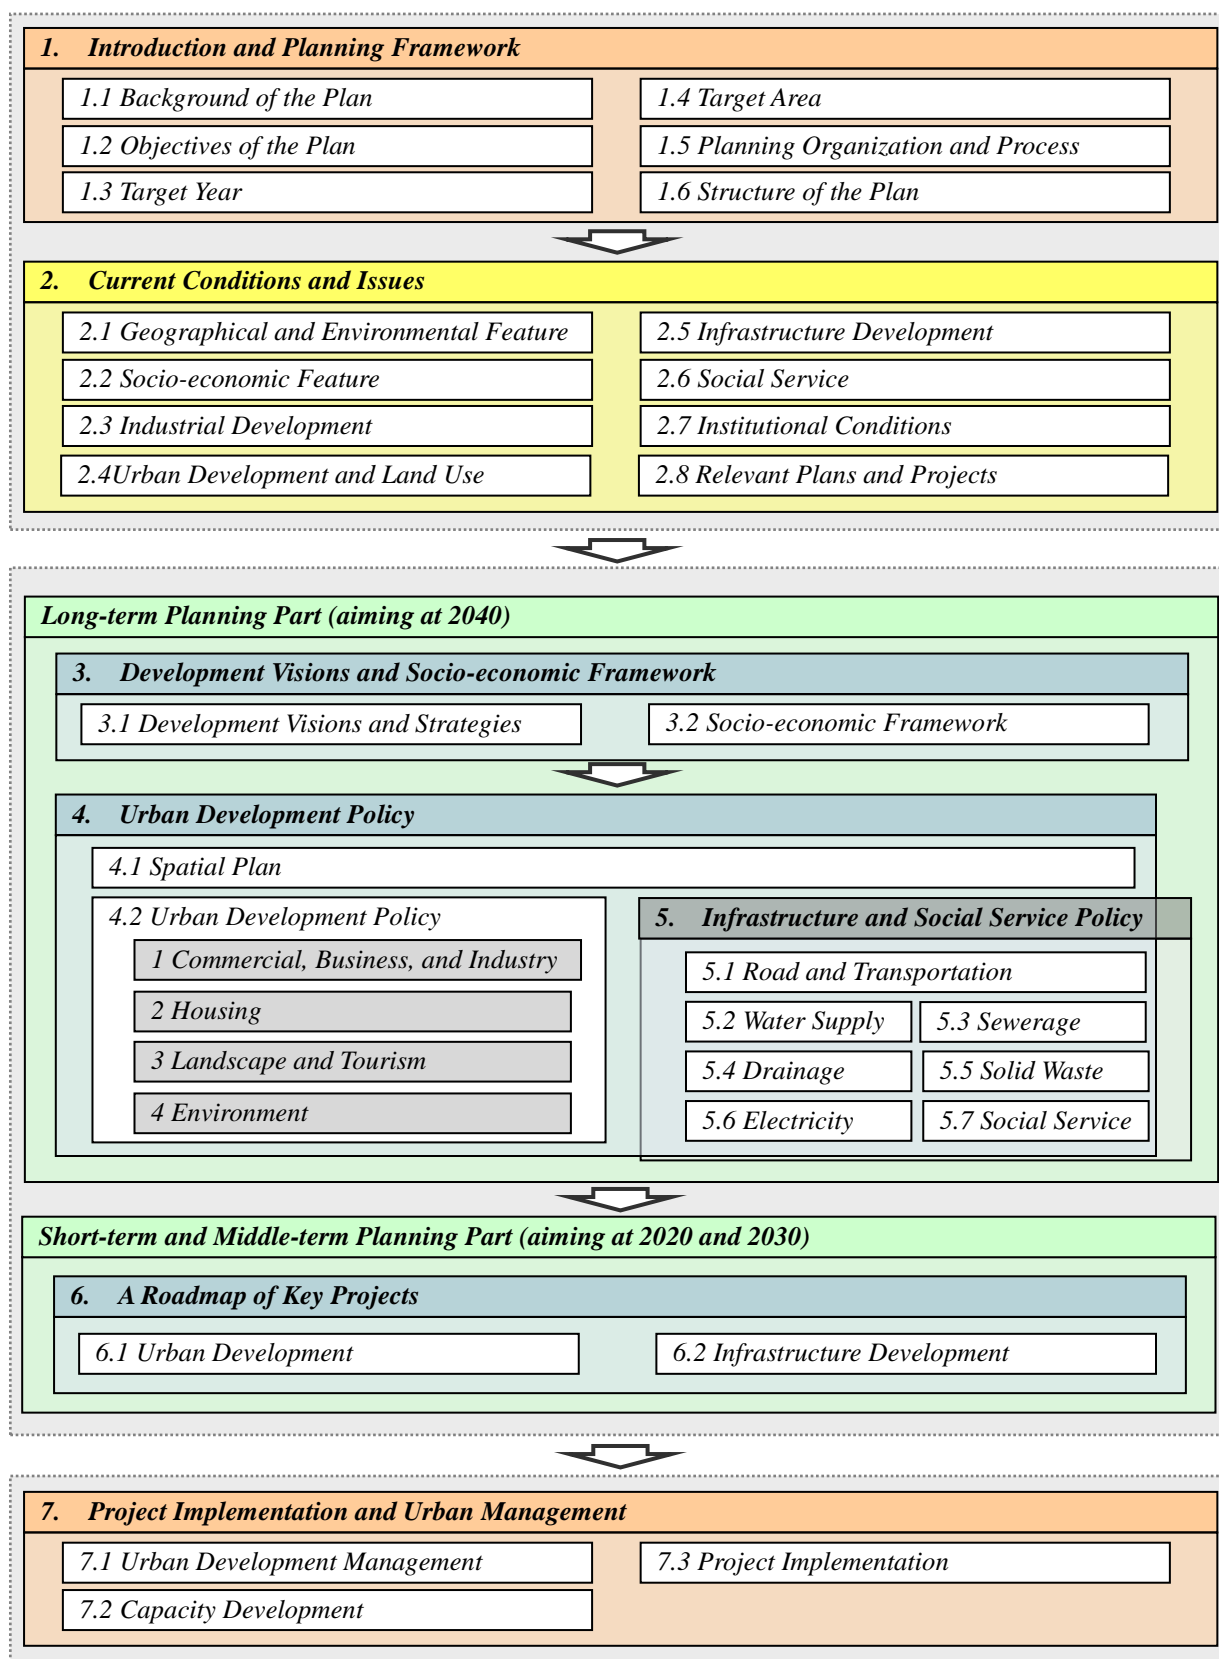 1. Introduction and Planning Framework
1.1 Background of the Plan
1.4 Target Area
1.2 Objectives of the Plan
1.5 Planning Organization and Process
1.3 Target Year
1.6 Structure of the Plan
2. Current Conditions and Issues
2.1 Geographical and Environmental Feature
2.5 Infrastructure Development
2.2 Socio-economic Feature
2.6 Social Service
2.3 Industrial Development
2.7 Institutional Conditions
2.4Urban Development and Land Use
2.8 Relevant Plans and Projects
Long-term Planning Part (aiming at 2040)
3. Development Visions and Socio-economic Framework
3.1 Development Visions and Strategies
3.2 Socio-economic Framework
4. Urban Development Policy
4.1 Spatial Plan
4.2 Urban Development Policy
1 Commercial, Business, and Industry
2 Housing
3 Landscape and Tourism
4 Environment
5. Infrastructure and Social Service Policy
5.1 Road and Transportation
5.2 Water Supply
5.3 Sewerage
5.4 Drainage
5.5 Solid Waste
5.6 Electricity
5.7 Social Service
Short-term and Middle-term Planning Part (aiming at 2020 and 2030)
6. A Roadmap of Key Projects
6.1 Urban Development
6.2 Infrastructure Development
7. Project Implementation and Urban Management
7.1 Urban Development Management
7.3 Project Implementation
7.2 Capacity Development